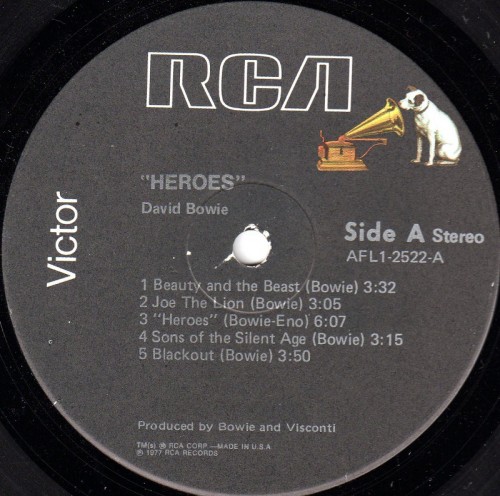 RCA
Victor
"HEROES"
David Bowie
Side A Stereo
AFL1-2522-A
1 Beauty and the Beast (Bowie) 3:32
2 Joe The Lion (Bowie) 3:05
3 "Heroes" (Bowie-Eno) 6:07
4 Sons of the Silent Age (Bowie) 3:15
5 Blackout (Bowie) 3:50
Produced by Bowie and Visconti
TM(s) ® RCA CORP.—MADE IN U.S.A
℗ 1977 RCA RECORDS